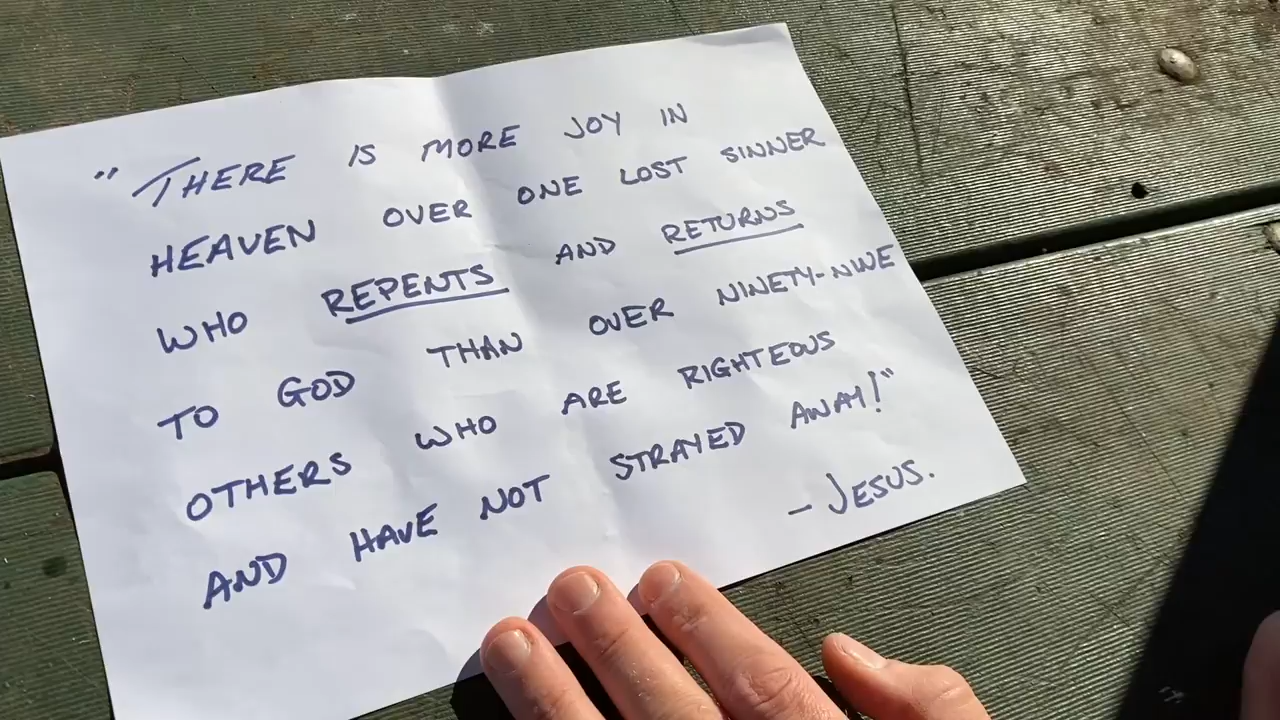 "THERE IS MORE JOY IN
HEAVEN OVER ONE LOST SINNER
WHO REPENTS AND RETURNS
TO GOD THAN OVER NINETY-NINE
OTHERS WHO ARE RIGHTEOUS
AND HAVE NOT STRAYED AWAY!"
- JESUS.